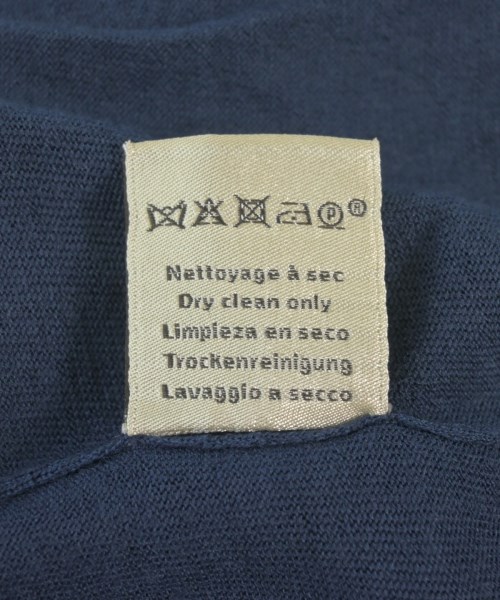 P ®
Nettoyage à sec
Dry clean only
Limpieza en seco
Trockenreinigung
Lavaggio a secco